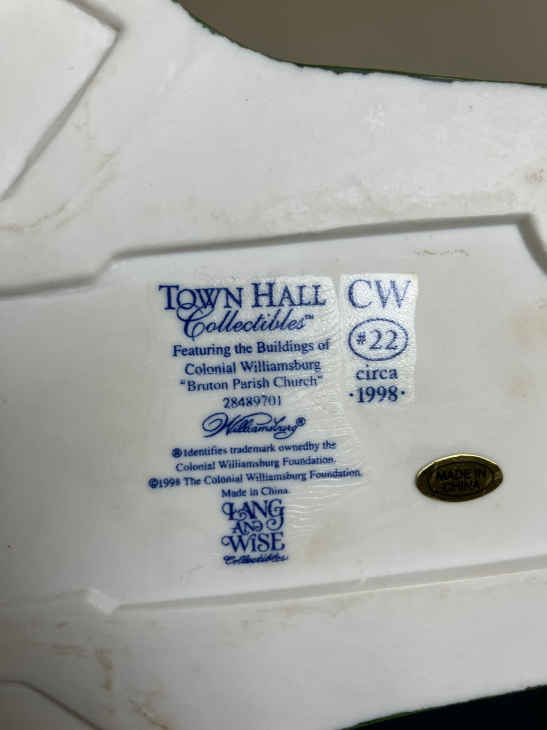 TOWN HALL
Collectibles™
Featuring the Buildings of
Colonial Williamsburg
"Bruton Parish Church"
28489701
Williamsburg®
® Identifies trademark ownedby the
Colonial Williamsburg Foundation.
©1998 The Colonial Williamsburg Foundation.
Made in China.
LANG
AND
WISE
Collectibles
CW
#22
circa
·1998·
MADE IN
CHINA